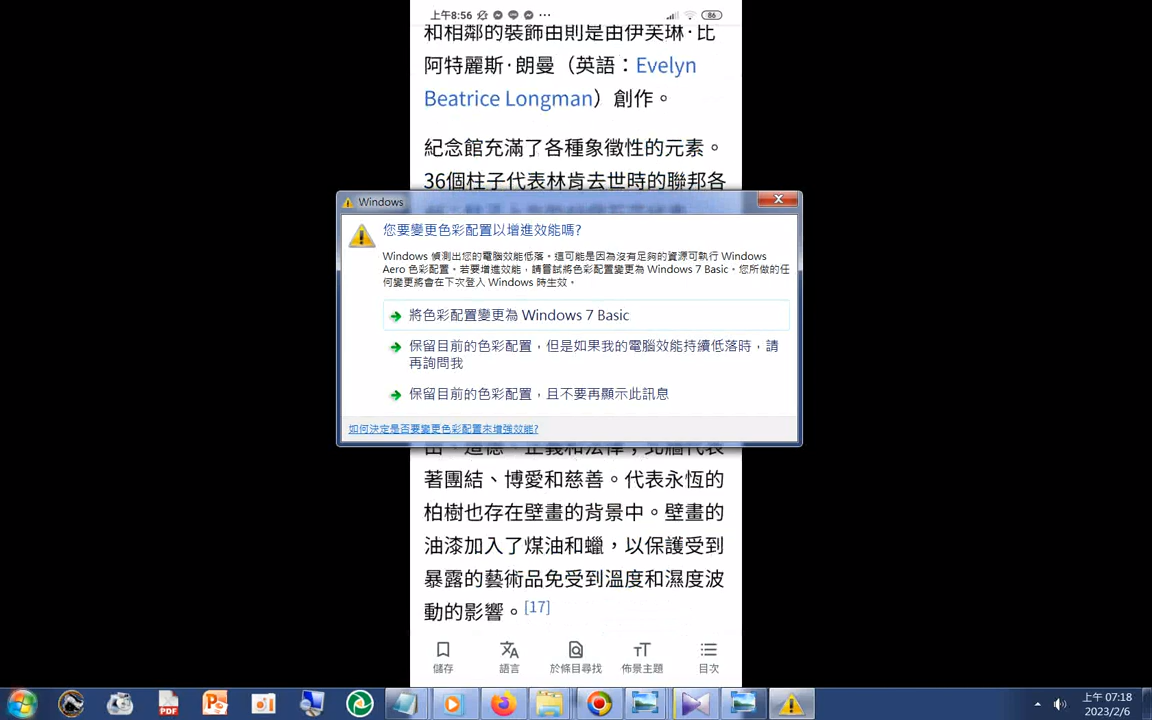 上午8:56
86
和相鄰的裝飾由則是由伊芙琳·比
阿特麗斯·朗曼（英語：Evelyn
Beatrice Longman）創作。
紀念館充滿了各種象徵性的元素。
36個柱子代表林肯去世時的聯邦各
Windows
您要變更色彩配置以增進效能嗎?
Windows 偵測出您的電腦效能低落。這可能是因為沒有足夠的資源可執行 Windows
Aero 色彩配置。若要增進效能，請嘗試將色彩配置變更為 Windows 7 Basic。您所做的任
何變更將會在下次登入 Windows 時生效。
將色彩配置變更為 Windows 7 Basic
保留目前的色彩配置，但是如果我的電腦效能持續低落時，請
再詢問我
保留目前的色彩配置，且不要再顯示此訊息
如何決定是否要變更色彩配置來增強效能?
由、道德、正義和法律；北牆代表
著團結、博愛和慈善。代表永恆的
柏樹也存在壁畫的背景中。壁畫的
油漆加入了煤油和蠟，以保護受到
暴露的藝術品免受到溫度和濕度波
動的影響。[17]
儲存 語言 於條目尋找 佈景主題 目次
PDF
上午 07:18
2023/2/6